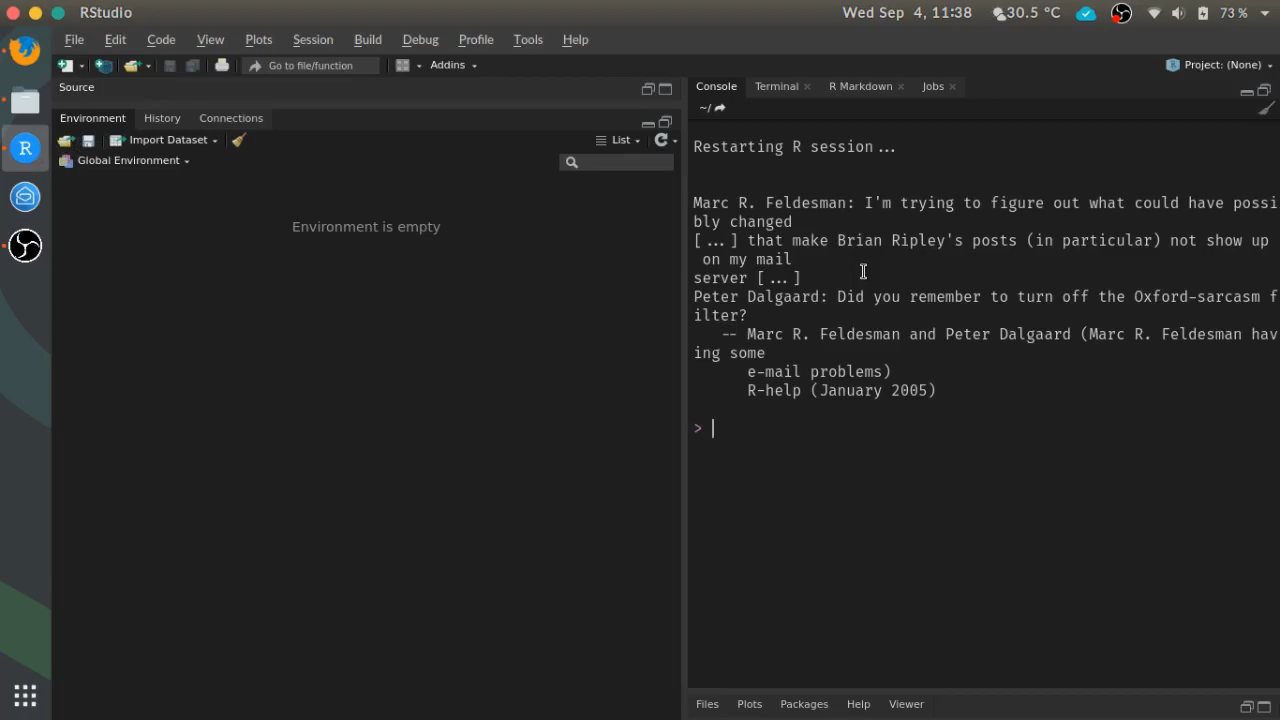 RStudio
Wed Sep 4, 11:38
30.5 °C
73 %
File Edit Code View Plots Session Build Debug Profile Tools Help
Go to file/function
Addins
Project: (None)
Source
Environment History Connections
Import Dataset
List
Global Environment
Environment is empty
Console Terminal R Markdown Jobs
~/
Restarting R session...
Marc R. Feldesman: I'm trying to figure out what could have possi
bly changed
[...] that make Brian Ripley's posts (in particular) not show up
on my mail
server [...]
Peter Dalgaard: Did you remember to turn off the Oxford-sarcasm f
ilter?
-- Marc R. Feldesman and Peter Dalgaard (Marc R. Feldesman hav
ing some
e-mail problems)
R-help (January 2005)
>
Files Plots Packages Help Viewer
R